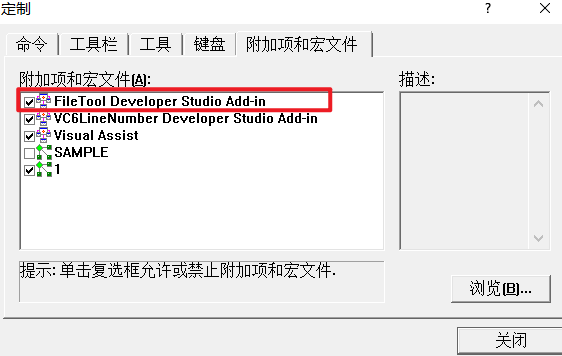 定制
命令 工具栏 工具 键盘 附加项和宏文件
附加项和宏文件(A): 描述:
FileTool Developer Studio Add-in
VC6LineNumber Developer Studio Add-in
Visual Assist
SAMPLE
1
提示: 单击复选框允许或禁止附加项和宏文件.
浏览(B)...
关闭